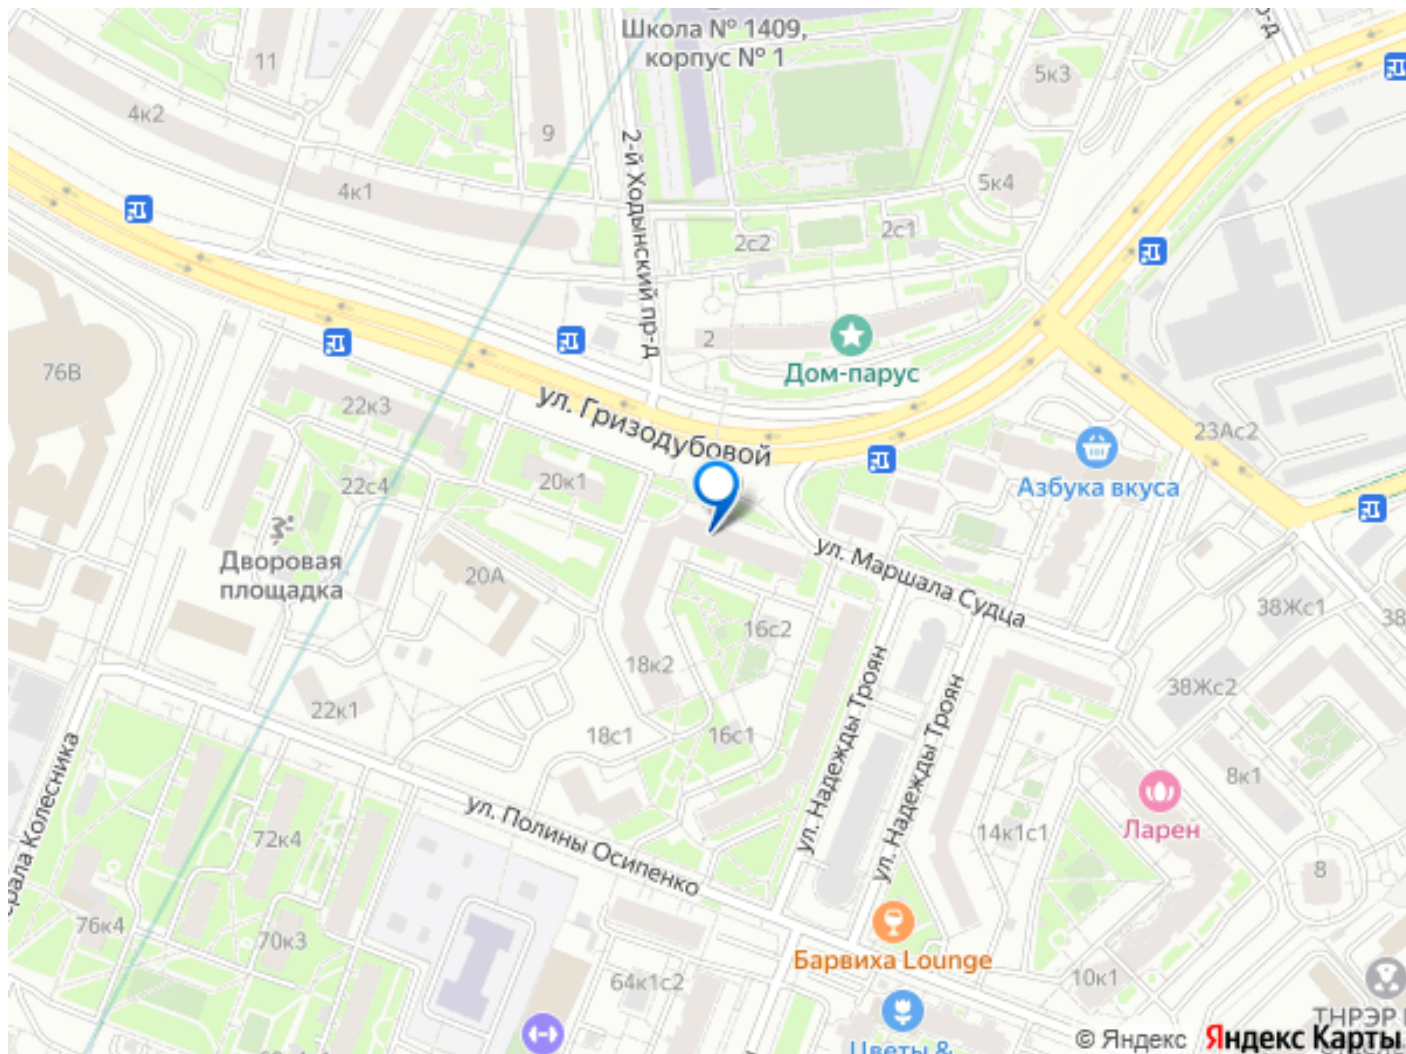 Школа № 1409,
корпус № 1
11
5к3
4к2
9
2-й Ходынский пр-д
4к1
5к4
2с2
2с1
2
Дом-парус
76В
22к3
ул. Гризодубовой
23Ас2
20к1
22с4
Азбука вкуса
Дворовая
площадка
20А
ул. Маршала Судца
38Жс1
38
16с2
18к2
38Жс2
22к1
18с1
16с1
ул. Надежды Троян
ул. Надежды Троян
8к1
ул. Полины Осипенко
Ларен
14к1с1
72к4
8
76к4
70к3
Барвиха Lounge
64к1с2
10к1
ТНРЭР
Цветы &
© Яндекс
Яндекс Карты